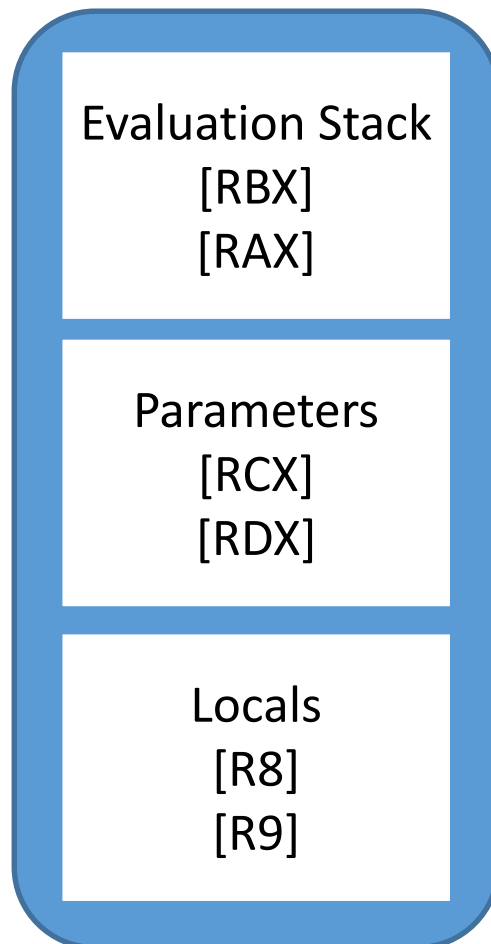 Evaluation Stack
[RBX]
[RAX]
Parameters
[RCX]
[RDX]
Locals
[R8]
[R9]